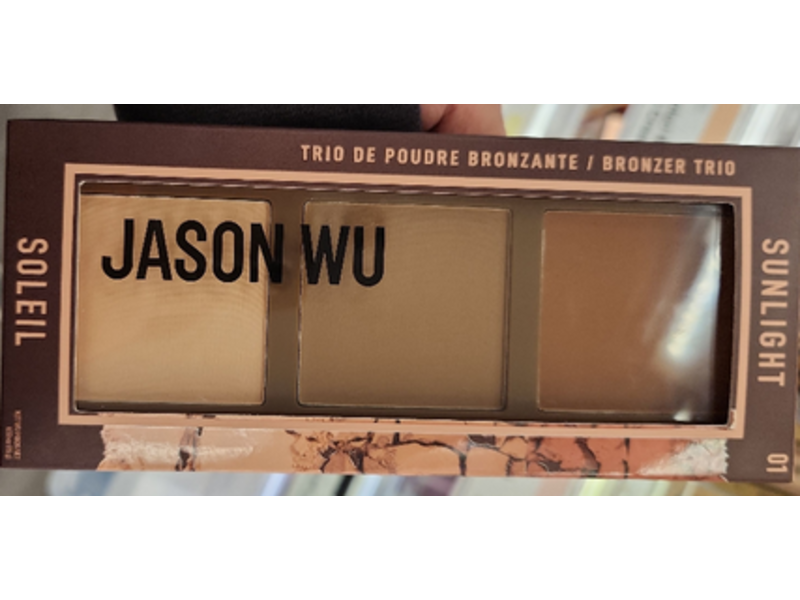 TRIO DE POUDRE BRONZANTE / BRONZER TRIO
JASON WU
SOLEIL
SUNLIGHT
01